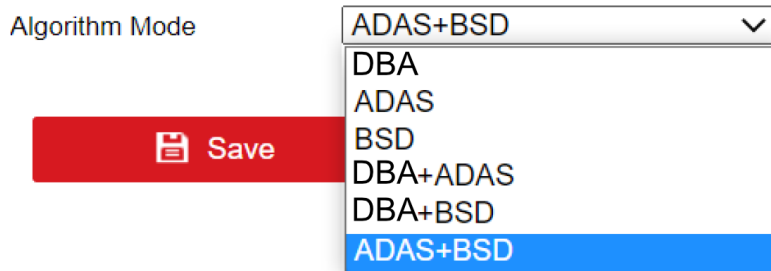 Algorithm Mode ADAS+BSD
DBA
ADAS
BSD
Save
DBA+ADAS
DBA+BSD
ADAS+BSD